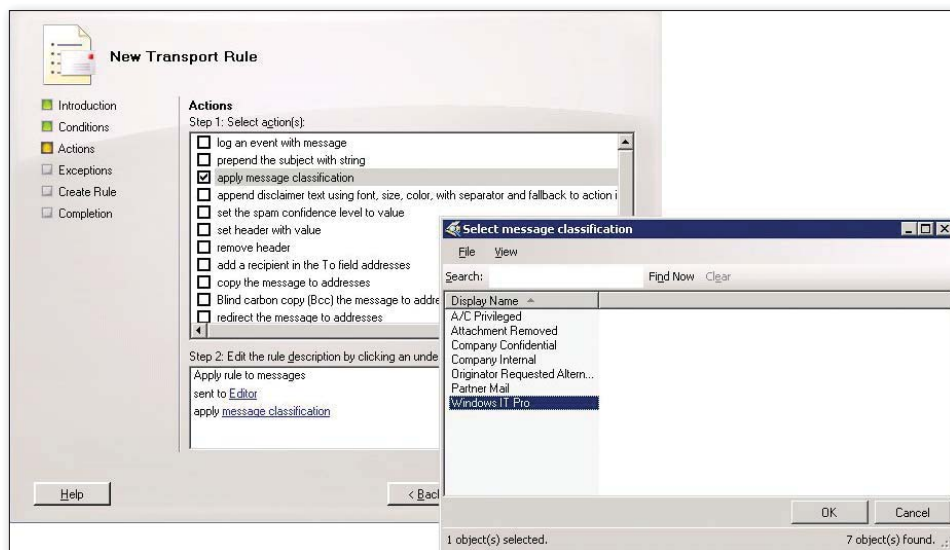 New Transport Rule
Introduction
Conditions
Actions
Exceptions
Create Rule
Completion
Actions
Step 1: Select action(s):
log an event with message
prepend the subject with string
apply message classification
append disclaimer text using font, size, color, with separator and fallback to action i
set the spam confidence level to value
set header with value
remove header
add a recipient in the To field addresses
copy the message to addresses
Blind carbon copy (Bcc) the message to addre
redirect the message to addresses
Step 2: Edit the rule description by clicking an unde
Apply rule to messages
sent to Editor
apply message classification
Help
< Bac
Select message classification
File View
Search: Find Now Clear
Display Name
A/C Privileged
Attachment Removed
Company Confidential
Company Internal
Originator Requested Altern...
Partner Mail
Windows IT Pro
OK Cancel
1 object(s) selected. 7 object(s) found.